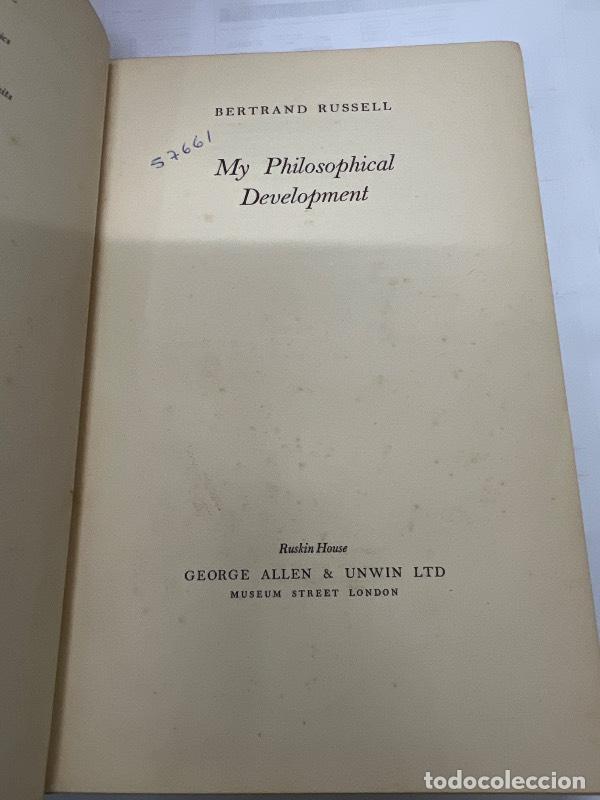 BERTRAND RUSSELL
57661
My Philosophical
Development
Ruskin House
GEORGE ALLEN & UNWIN LTD
MUSEUM STREET LONDON
todocoleccion